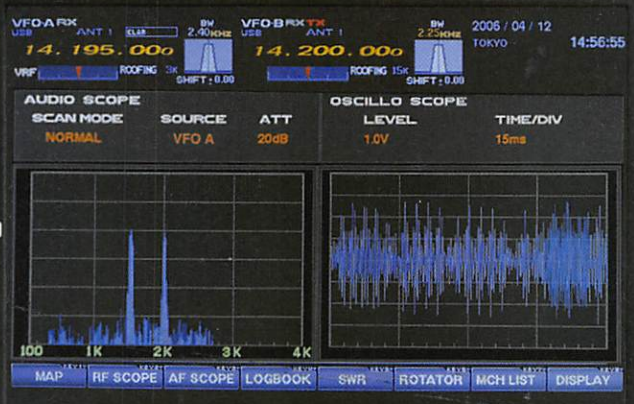 VFO-A RX
USB ANT 1
BW
2.40KHZ
14.195.000
VRF ROOFING 3K
SHIFT±0.00
VFO-B RX TX
USB ANT 1
BW
2.25KHZ
14.200.000
ROOFING 15K
SHIFT±0.00
2006/04/12
TOKYO 14:56:55
AUDIO SCOPE
SCAN MODE SOURCE ATT
NORMAL VFO A 20dB
OSCILLO SCOPE
LEVEL TIME/DIV
1.0V 15ms
100 1K 2K 3K 4K
MAP RF SCOPE AF SCOPE LOGBOOK SWR ROTATOR MCH LIST DISPLAY